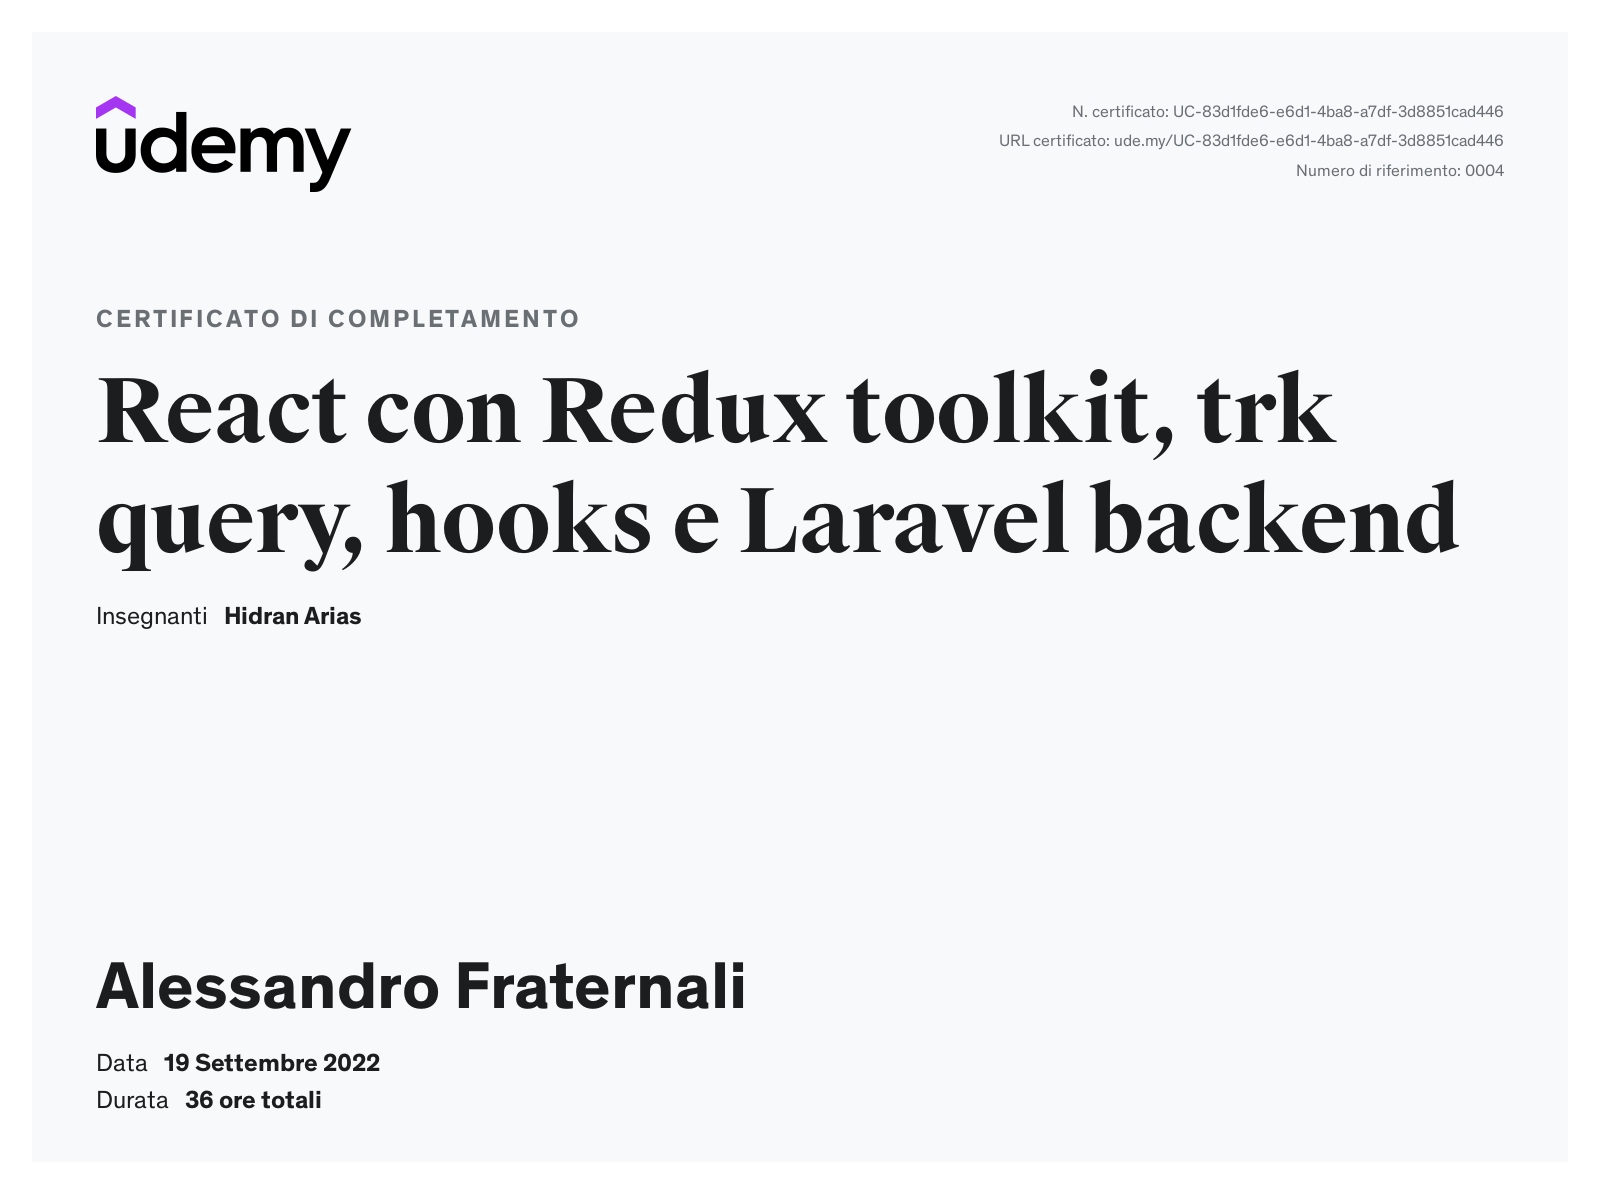 udemy
N. certificato: UC-83d1fde6-e6d1-4ba8-a7df-3d8851cad446
URL certificato: ude.my/UC-83d1fde6-e6d1-4ba8-a7df-3d8851cad446
Numero di riferimento: 0004
CERTIFICATO DI COMPLETAMENTO
React con Redux toolkit, trk
query, hooks e Laravel backend
Insegnanti Hidran Arias
Alessandro Fraternali
Data 19 Settembre 2022
Durata 36 ore totali